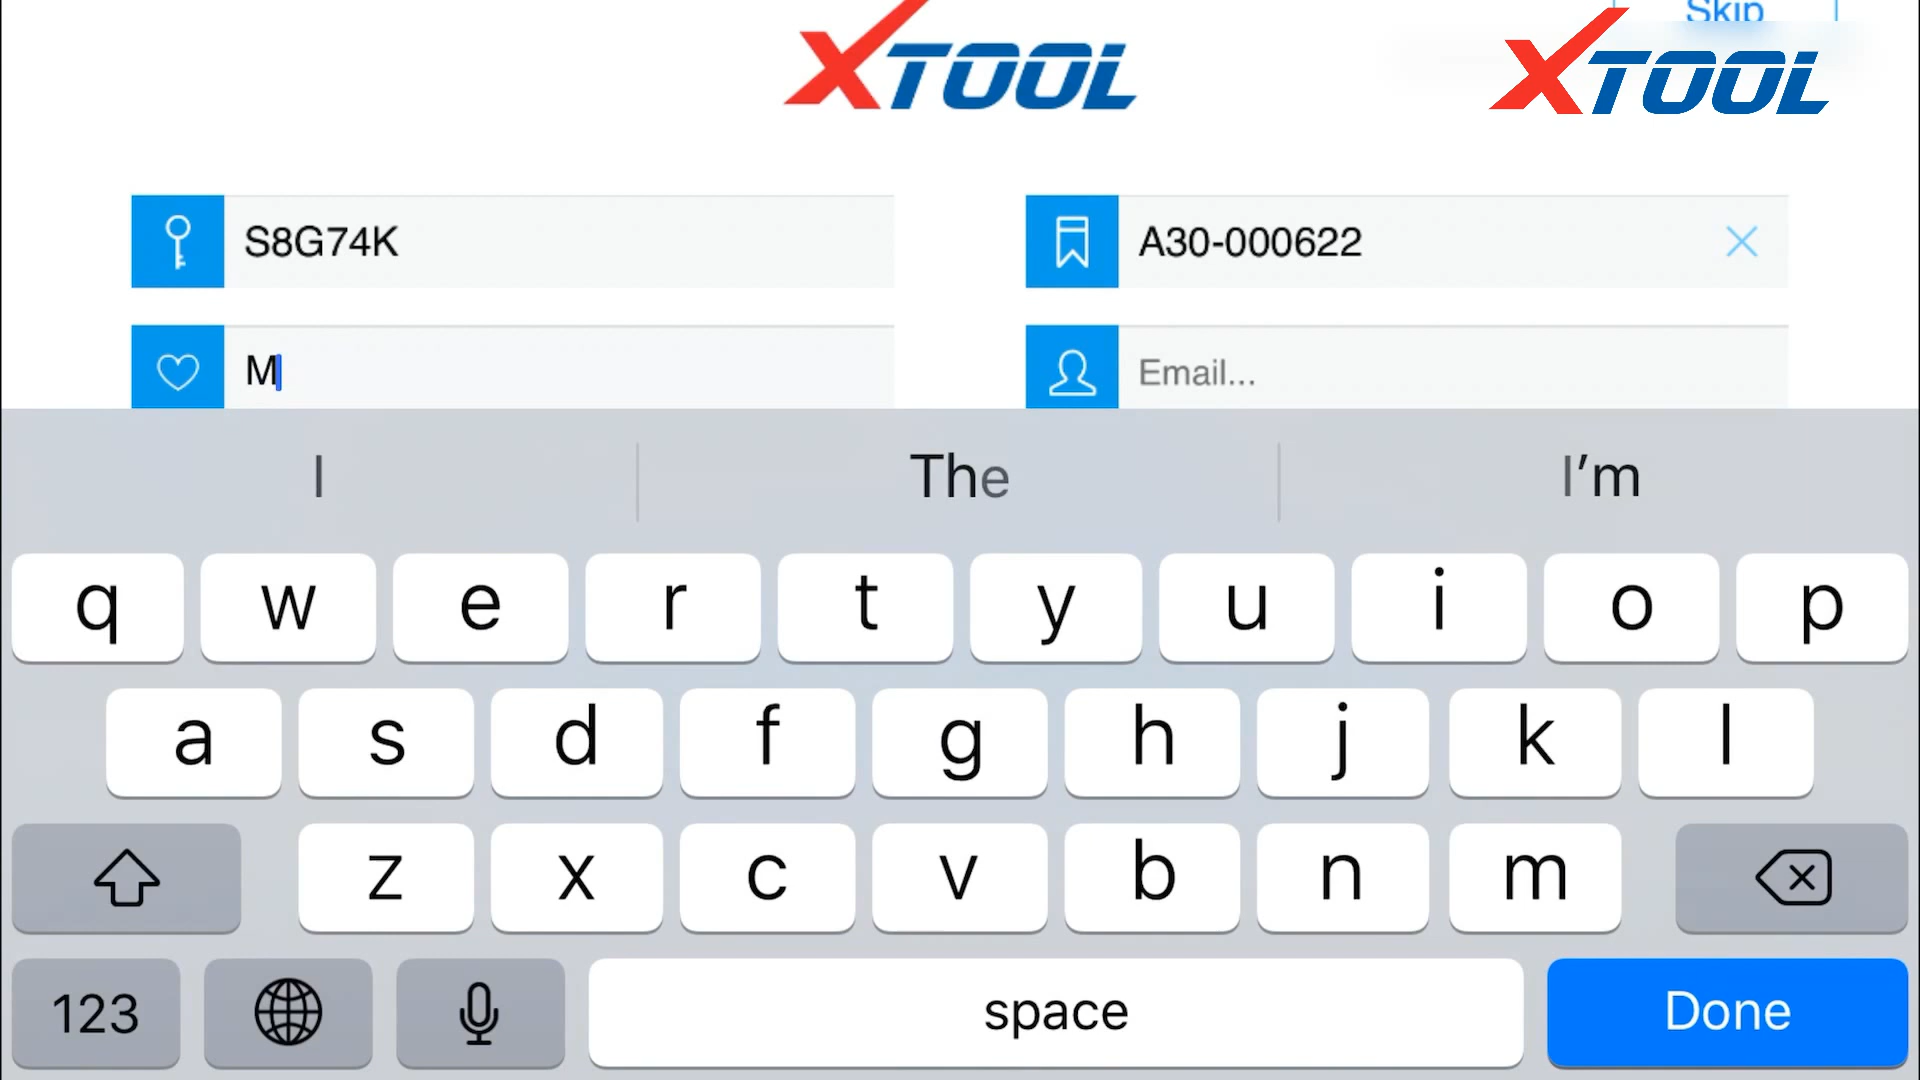 Skip
XTOOL
XTOOL
S8G74K
A30-000622
M
Email...
I
The
I'm
q w e r t y u i o p
a s d f g h j k l
z x c v b n m
123
space
Done